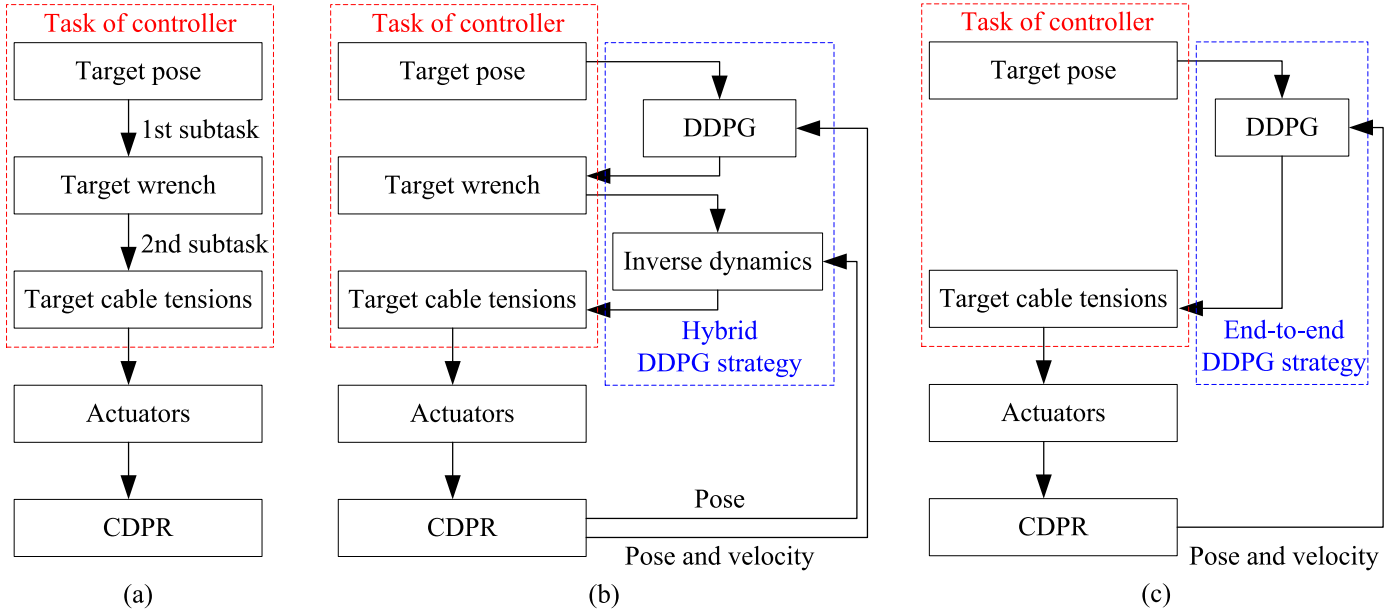 Task of controller
Target pose
1st subtask
Target wrench
2nd subtask
Target cable tensions
Actuators
CDPR
(a)
Task of controller
Target pose
DDPG
Target wrench
Inverse dynamics
Target cable tensions
Hybrid
DDPG strategy
Actuators
Pose
CDPR
Pose and velocity
(b)
Task of controller
Target pose
DDPG
Target cable tensions
End-to-end
DDPG strategy
Actuators
CDPR
Pose and velocity
(c)